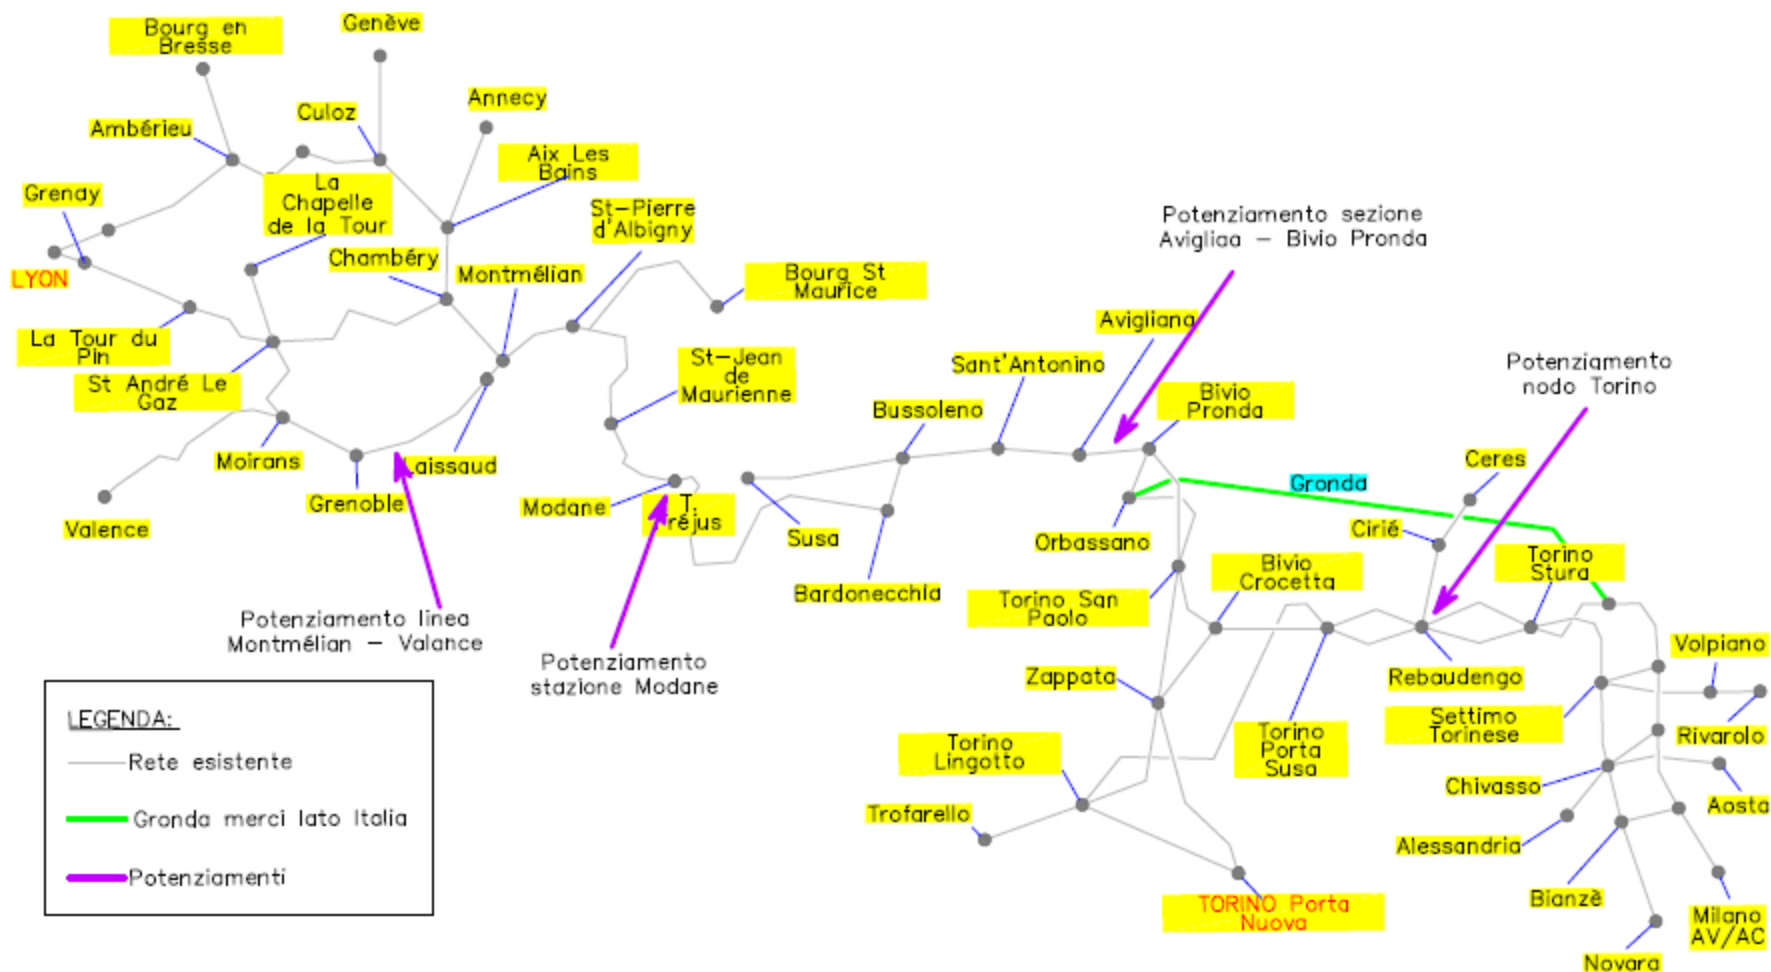 Bourg en
Bresse
Genève
Annecy
Culoz
Ambérieu
Aix Les
Bains
La
Chapelle
de la Tour
Grenay
St-Pierre
d'Albigny
Chambéry
Montmélian
LYON
Bourg St
Maurice
La Tour du
Pin
St André Le
Gaz
St-Jean
de
Maurienne
Moirans
Laissaud
Grenoble
Valence
Modane
T.
Fréjus
Susa
Bardonecchia
Bussoleno
Sant'Antonino
Avigliana
Potenziamento sezione
Avigliaa - Bivio Pronda
Bivio
Pronda
Potenziamento
nodo Torino
Gronda
Ceres
Cirié
Orbassano
Bivio
Crocetta
Torino
Stura
Torino San
Paolo
Potenziamento linea
Montmélian - Valance
Potenziamento
stazione Modane
Zappata
Rebaudengo
Volpiano
Settimo
Torinese
Rivarolo
Torino
Lingotto
Torino
Porta
Susa
Chivasso
Aosta
Trofarello
Alessandria
Bianzè
TORINO Porta
Nuova
Milano
AV/AC
Novara
LEGENDA:
Rete esistente
Gronda merci lato Italia
Potenziamenti